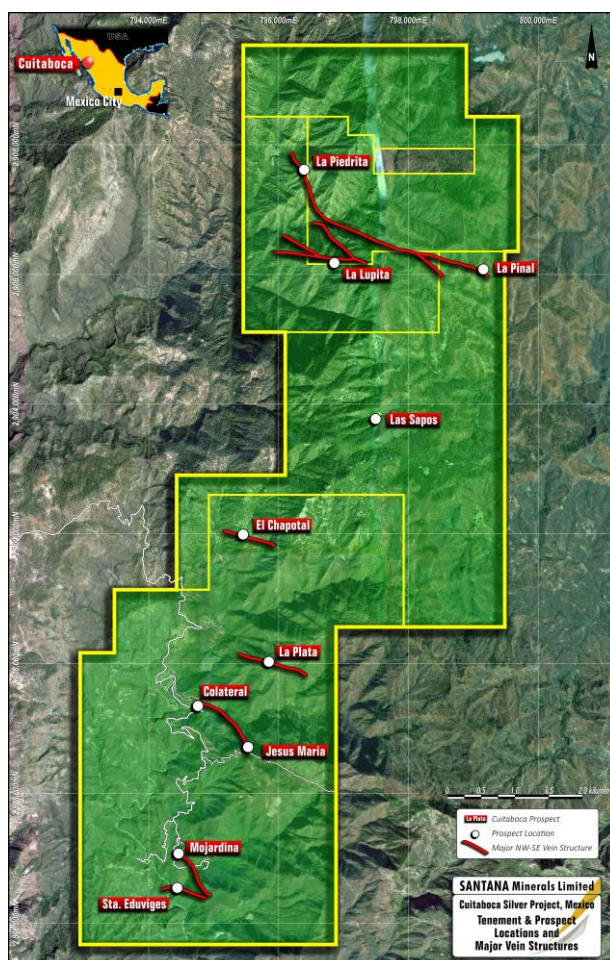 794,000mE
796,000mE
798,000mE
800,000mE
USA
Cuitaboca
Mexico City
N
La Piedrita
La Lupita
La Pinal
2,904,000mN
Las Sapos
El Chapotal
La Plata
Colateral
Jesus Maria
Mojardina
Sta. Eduviges
0
0.5
1.0
1.5
La Plata
Cuitaboca Prospect
Prospect Location
Major NW-SE Vein Structure
SANTANA Minerals Limited
Cuitaboca Silver Project, Mexico
Tenement & Prospect
Locations and
Major Vein Structures